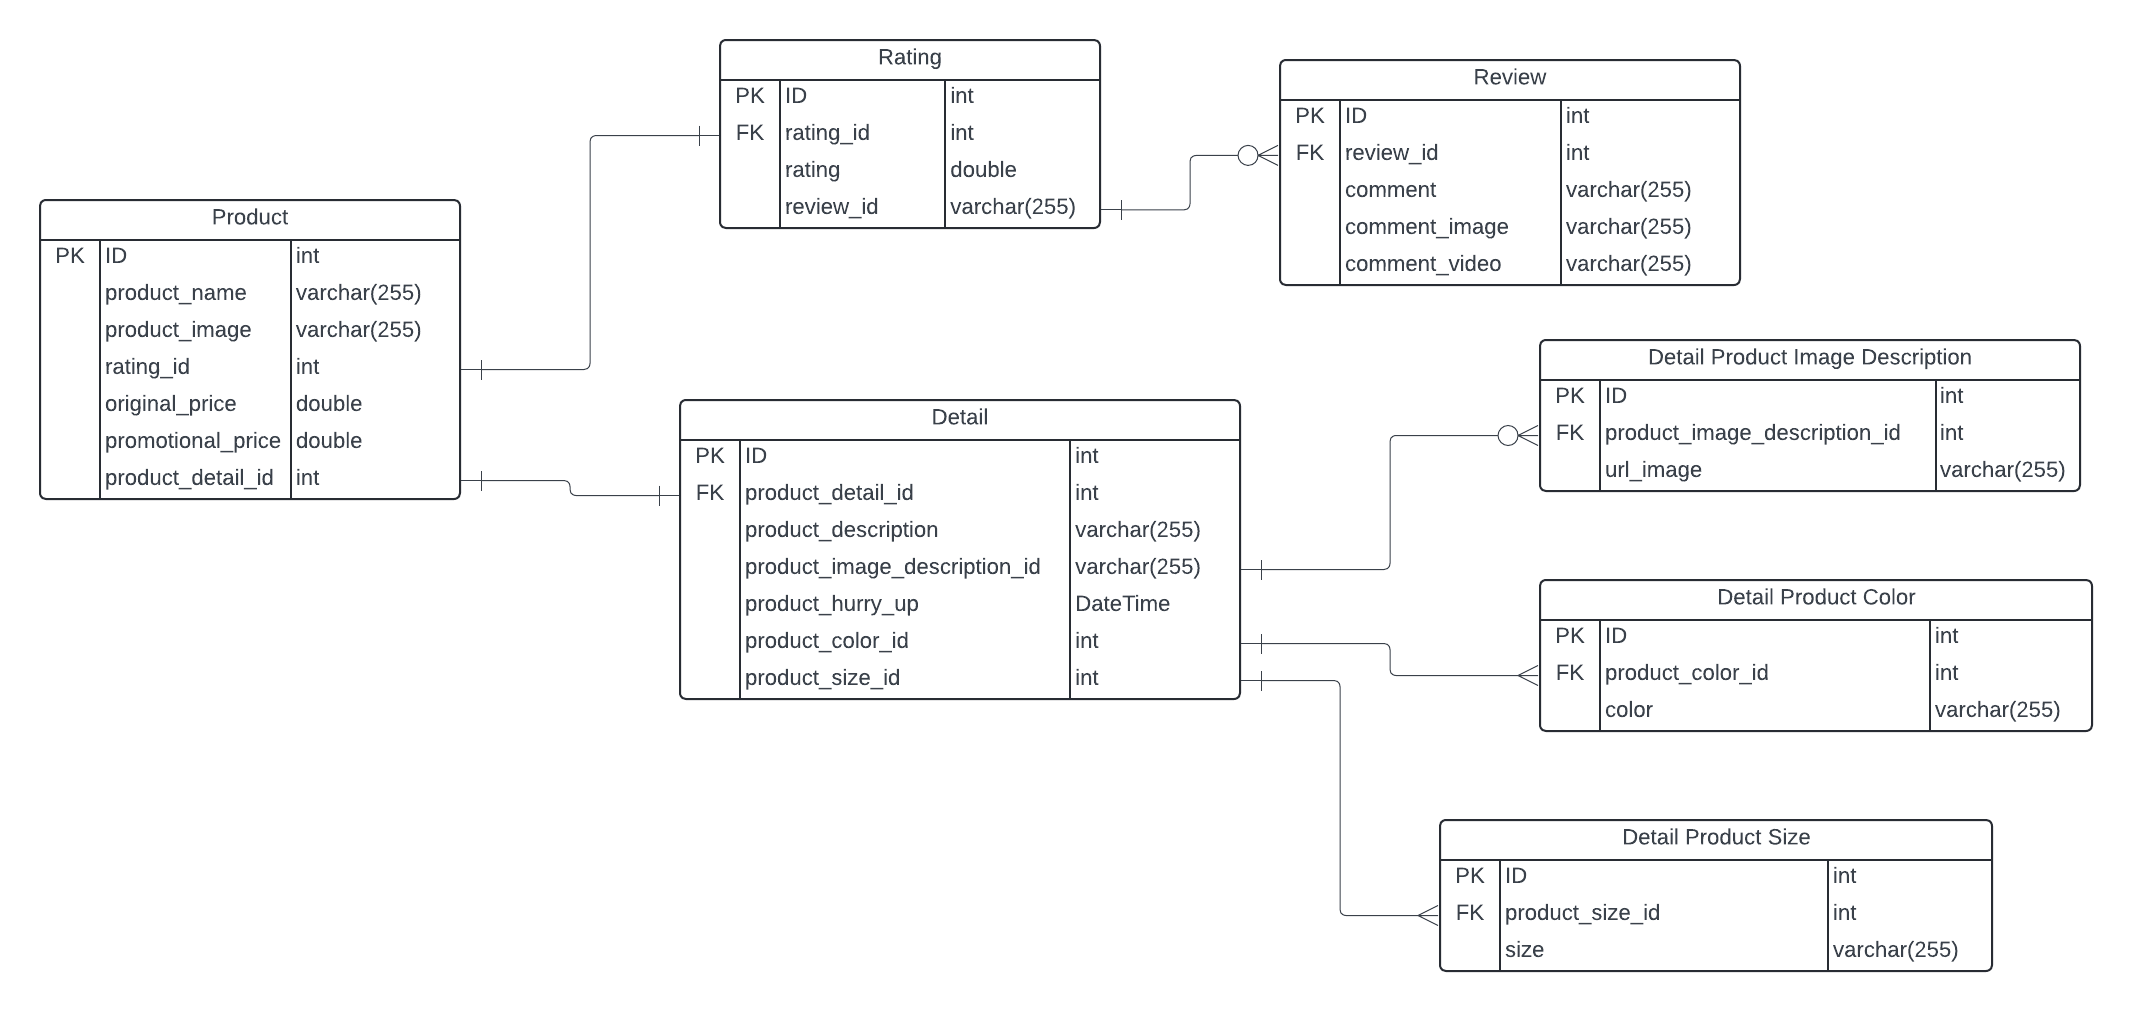 Rating
PK ID int
FK rating_id int
rating double
review_id varchar(255)
Review
PK ID int
FK review_id int
comment varchar(255)
comment_image varchar(255)
comment_video varchar(255)
Product
PK ID int
product_name varchar(255)
product_image varchar(255)
rating_id int
original_price double
promotional_price double
product_detail_id int
Detail
PK ID int
FK product_detail_id int
product_description varchar(255)
product_image_description_id varchar(255)
product_hurry_up DateTime
product_color_id int
product_size_id int
Detail Product Image Description
PK ID int
FK product_image_description_id int
url_image varchar(255)
Detail Product Color
PK ID int
FK product_color_id int
color varchar(255)
Detail Product Size
PK ID int
FK product_size_id int
size varchar(255)